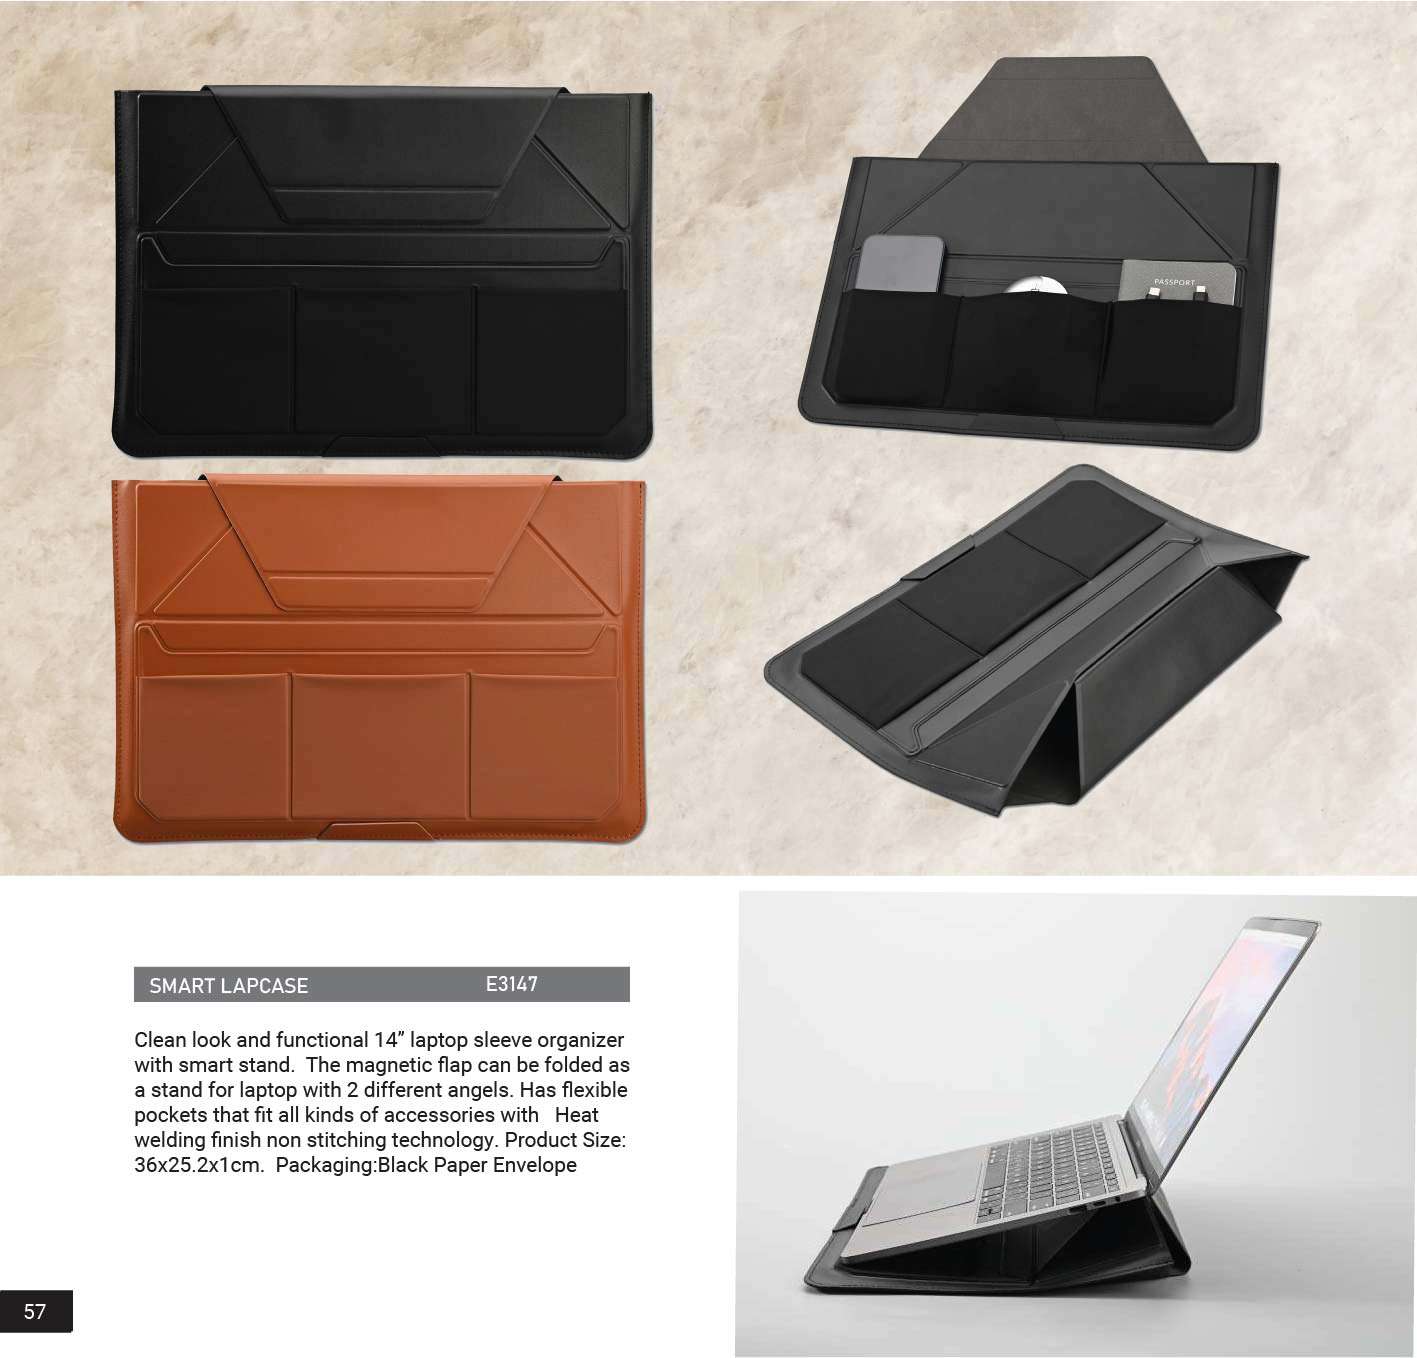 PASSPORT
SMART LAPCASE E3147
Clean look and functional 14” laptop sleeve organizer
with smart stand.  The magnetic flap can be folded as
a stand for laptop with 2 different angels. Has flexible
pockets that fit all kinds of accessories with   Heat
welding finish non stitching technology. Product Size:
36x25.2x1cm.  Packaging:Black Paper Envelope
57